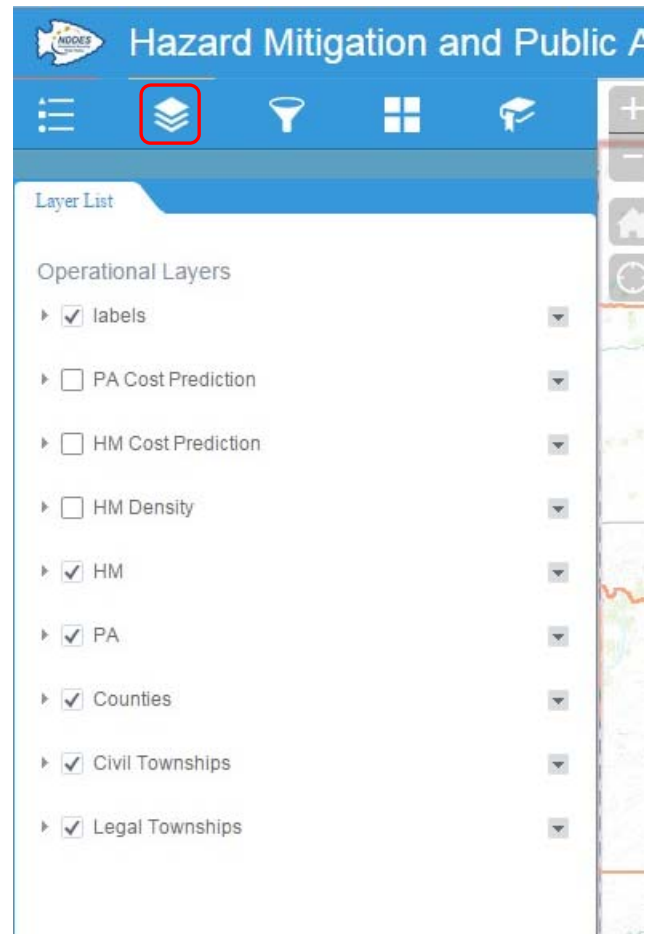 NDDES
Hazard Mitigation and Public A
Layer List
Operational Layers
labels
PA Cost Prediction
HM Cost Prediction
HM Density
HM
PA
Counties
Civil Townships
Legal Townships